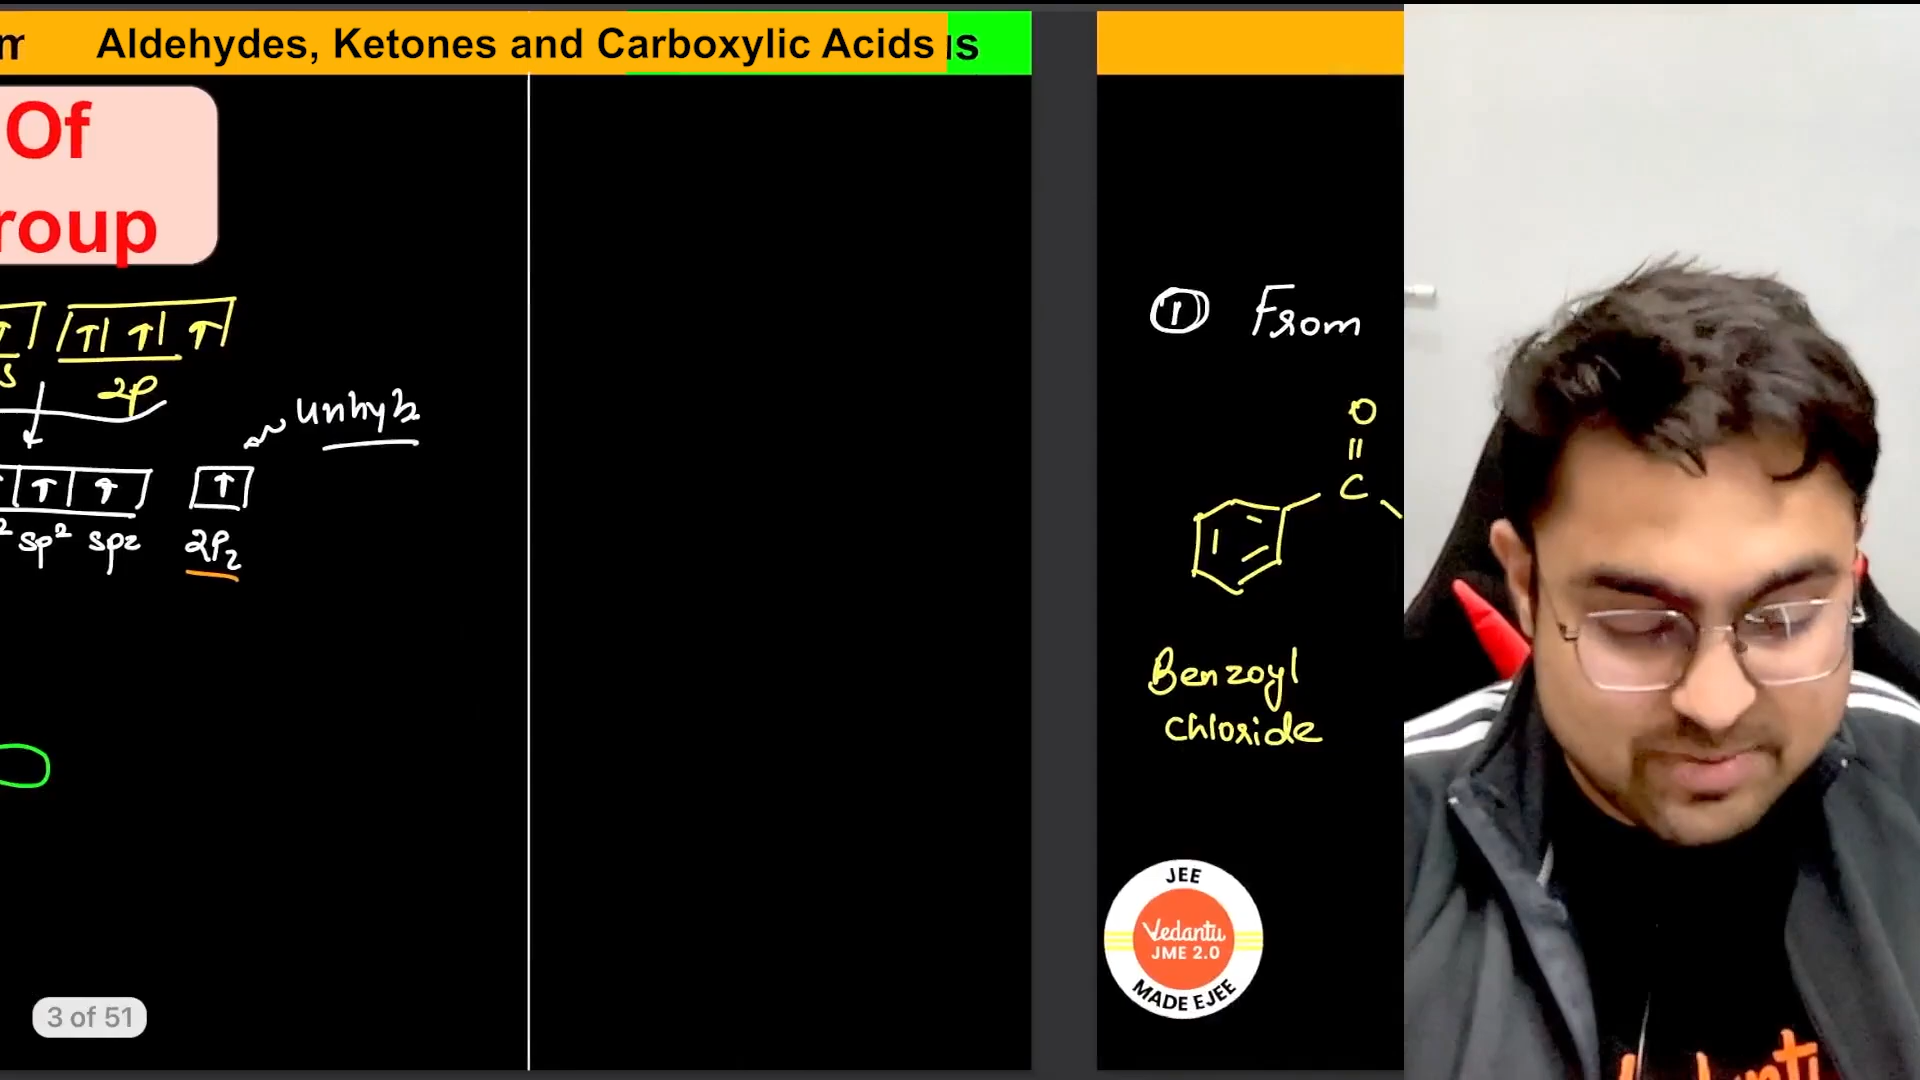 m Aldehydes, Ketones and Carboxylic Acids us
Of
roup
2p
unhyb
sp² sp2 2Pz
① From
O
C
Benzoyl
Chloride
JEE
Vedantu
JME 2.0
MADE EJEE
3 of 51